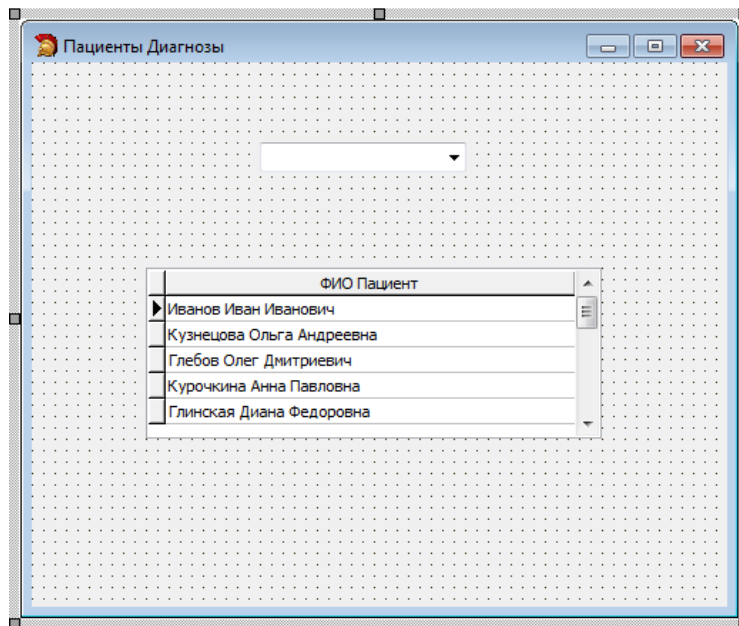 Пациенты Диагнозы
ФИО Пациент
Иванов Иван Иванович
Кузнецова Ольга Андреевна
Глебов Олег Дмитриевич
Курочкина Анна Павловна
Глинская Диана Федоровна